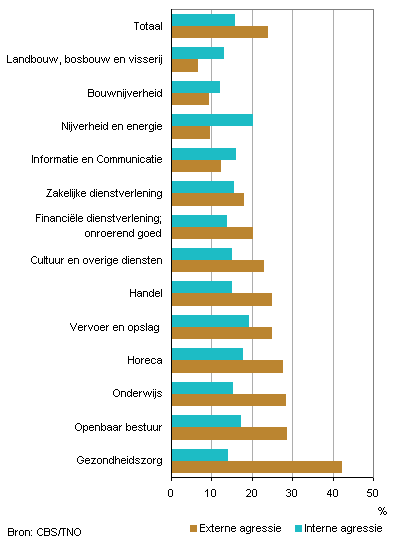 Totaal
Landbouw, bosbouw en visserij
Bouwnijverheid
Nijverheid en energie
Informatie en Communicatie
Zakelijke dienstverlening
Financiële dienstverlening;
onroerend goed
Cultuur en overige diensten
Handel
Vervoer en opslag
Horeca
Onderwijs
Openbaar bestuur
Gezondheidszorg
0 10 20 30 40 50
%
Externe agressie Interne agressie
Bron: CBS/TNO